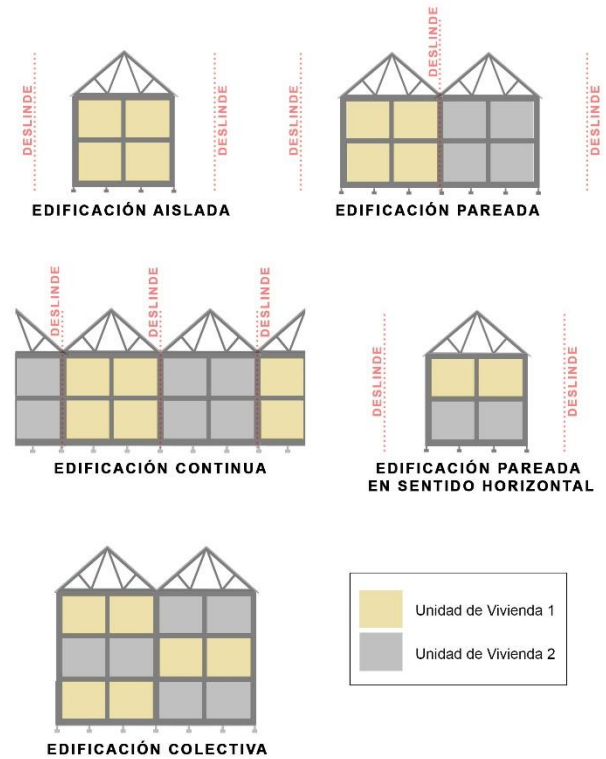 DESLINDE
DESLINDE
DESLINDE
DESLINDE
DESLINDE
EDIFICACIÓN AISLADA
EDIFICACIÓN PAREADA
DESLINDE
DESLINDE
DESLINDE
DESLINDE
DESLINDE
EDIFICACIÓN CONTINUA
EDIFICACIÓN PAREADA
EN SENTIDO HORIZONTAL
Unidad de Vivienda 1
Unidad de Vivienda 2
EDIFICACIÓN COLECTIVA